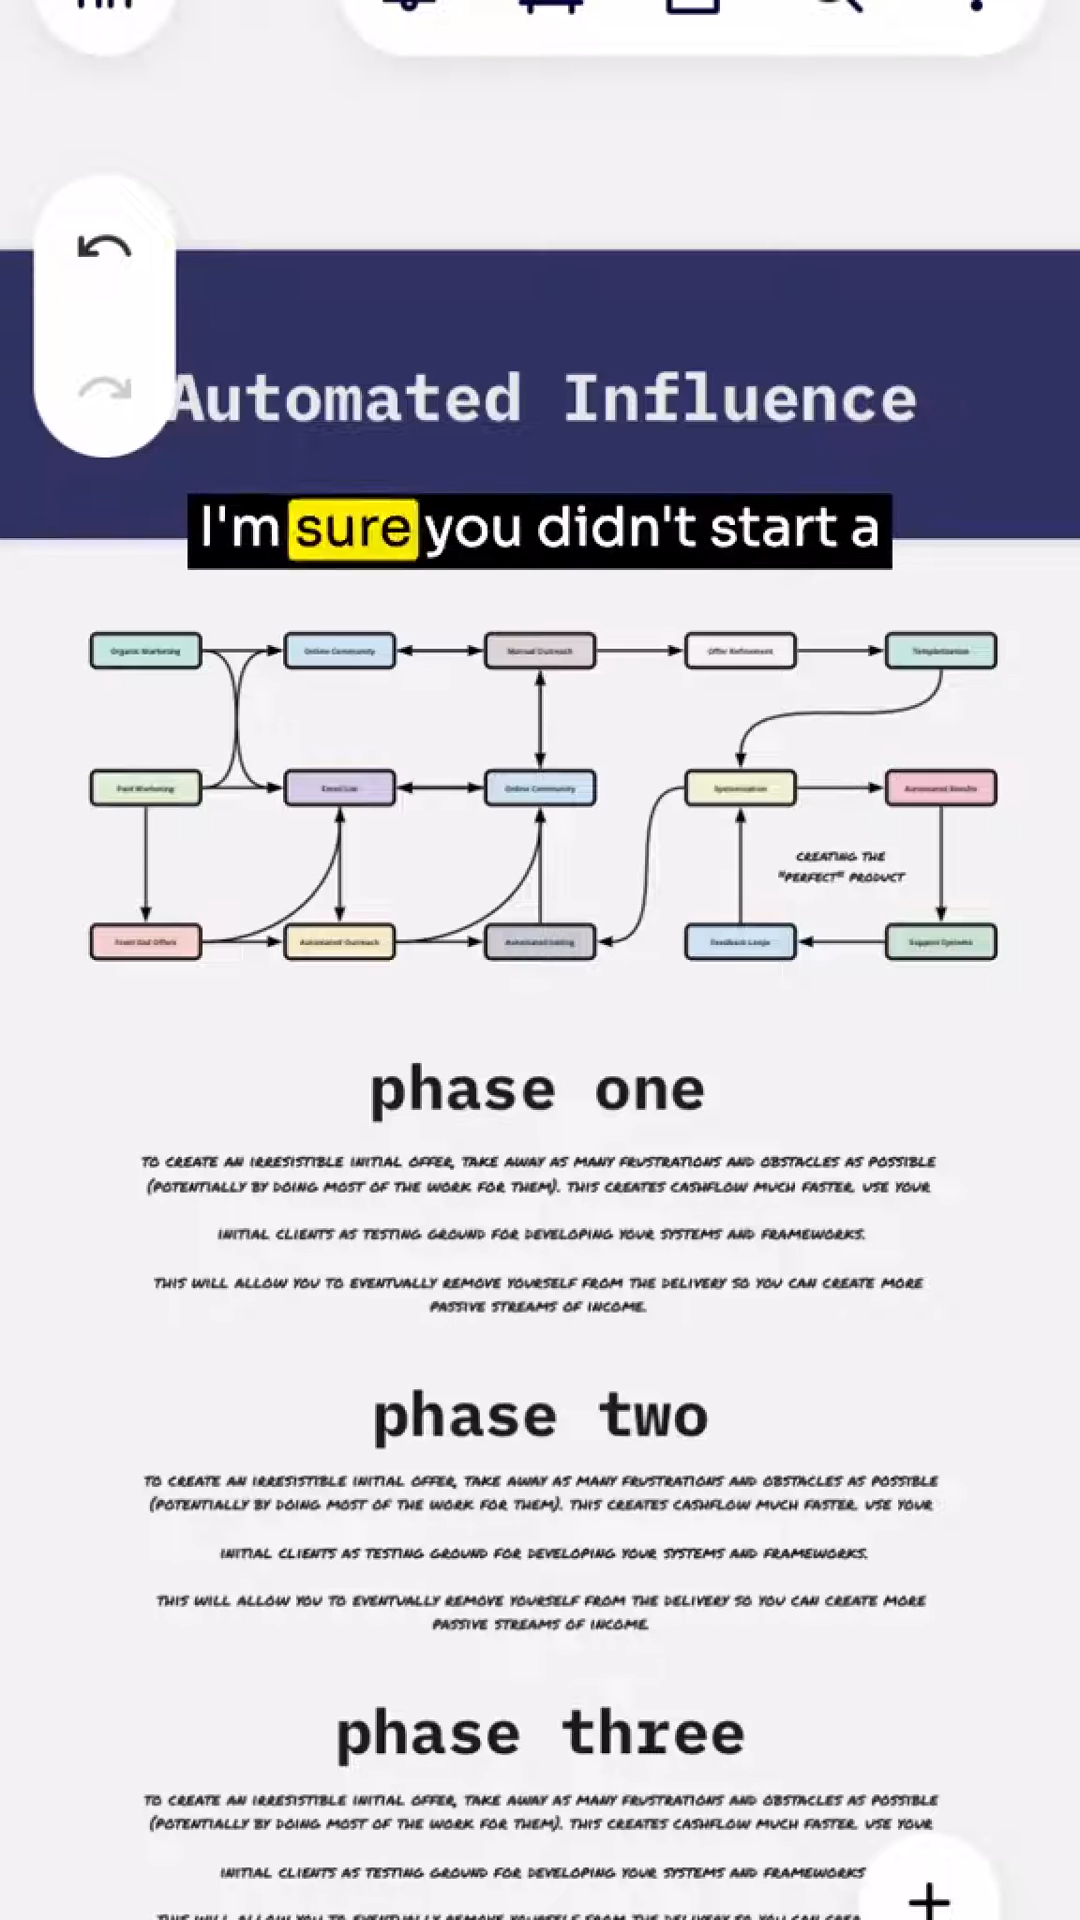 Automated Influence
I'm sure you didn't start a
Organic Marketing
Online Community
Manual Outreach
Offer Refinement
Templatization
Paid Marketing
Email List
Online Community
Systemization
Automated Results
CREATING THE
"PERFECT" PRODUCT
Front End Offers
Automated Outreach
Automated Selling
Feedback Loops
Support Systems
phase one
TO CREATE AN IRRESISTIBLE INITIAL OFFER, TAKE AWAY AS MANY FRUSTRATIONS AND OBSTACLES AS POSSIBLE
(POTENTIALLY BY DOING MOST OF THE WORK FOR THEM). THIS CREATES CASHFLOW MUCH FASTER. USE YOUR
INITIAL CLIENTS AS TESTING GROUND FOR DEVELOPING YOUR SYSTEMS AND FRAMEWORKS.
THIS WILL ALLOW YOU TO EVENTUALLY REMOVE YOURSELF FROM THE DELIVERY SO YOU CAN CREATE MORE
PASSIVE STREAMS OF INCOME.
phase two
TO CREATE AN IRRESISTIBLE INITIAL OFFER, TAKE AWAY AS MANY FRUSTRATIONS AND OBSTACLES AS POSSIBLE
(POTENTIALLY BY DOING MOST OF THE WORK FOR THEM). THIS CREATES CASHFLOW MUCH FASTER. USE YOUR
INITIAL CLIENTS AS TESTING GROUND FOR DEVELOPING YOUR SYSTEMS AND FRAMEWORKS.
THIS WILL ALLOW YOU TO EVENTUALLY REMOVE YOURSELF FROM THE DELIVERY SO YOU CAN CREATE MORE
PASSIVE STREAMS OF INCOME.
phase three
TO CREATE AN IRRESISTIBLE INITIAL OFFER, TAKE AWAY AS MANY FRUSTRATIONS AND OBSTACLES AS POSSIBLE
(POTENTIALLY BY DOING MOST OF THE WORK FOR THEM). THIS CREATES CASHFLOW MUCH FASTER. USE YOUR
INITIAL CLIENTS AS TESTING GROUND FOR DEVELOPING YOUR SYSTEMS AND FRAMEWORKS